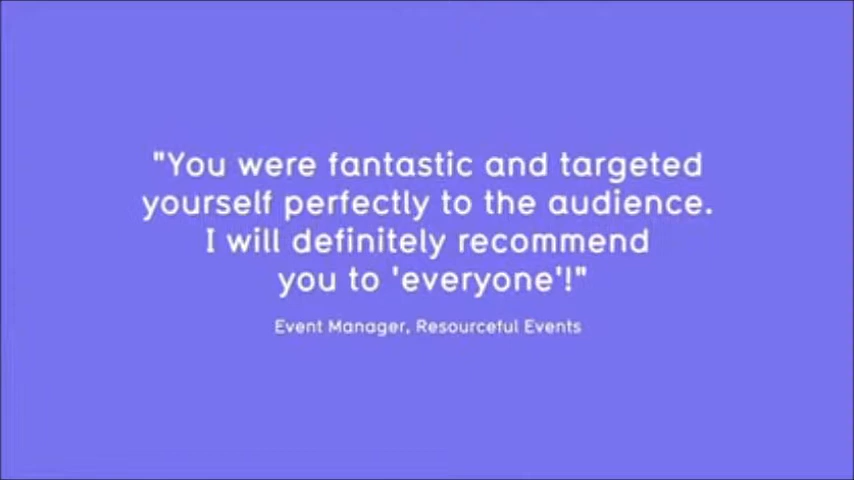 "You were fantastic and targeted
yourself perfectly to the audience.
I will definitely recommend
you to 'everyone'!"
Event Manager, Resourceful Events